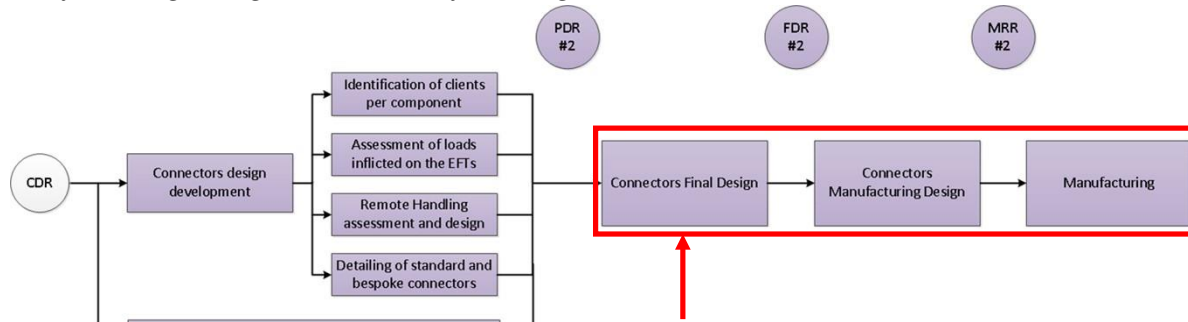 PDR
#2
FDR
#2
MRR
#2
Identification of clients
per component
Assessment of loads
inflicted on the EFTs
CDR
Connectors design
development
Connectors Final Design
Connectors
Manufacturing Design
Manufacturing
Remote Handling
assessment and design
Detailing of standard and
bespoke connectors